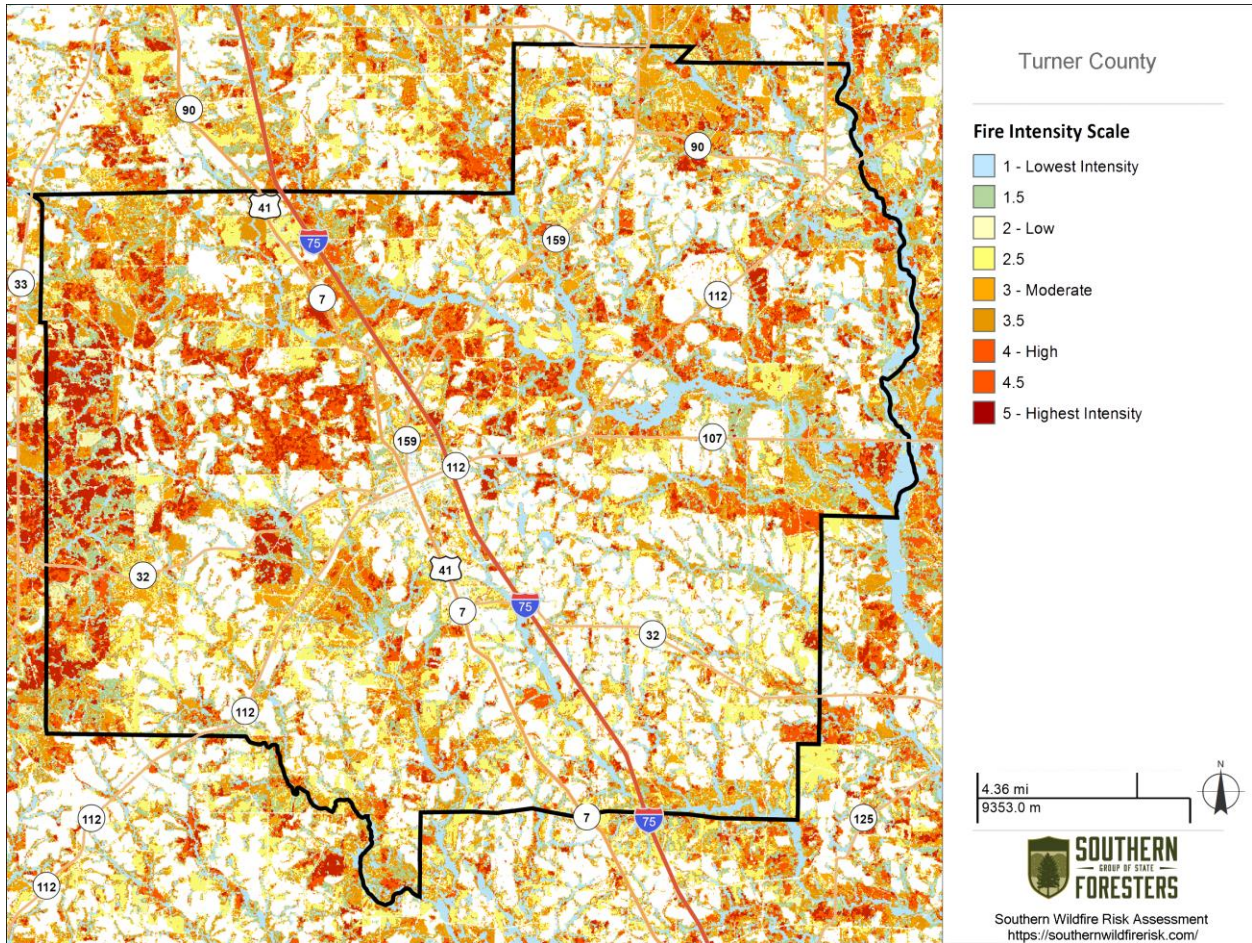 Turner County
Fire Intensity Scale
1 - Lowest Intensity
1.5
2 - Low
2.5
3 - Moderate
3.5
4 - High
4.5
5 - Highest Intensity
90
90
41
75
159
33
7
112
159
107
112
32
41
7
75
32
112
112
7
75
125
112
N
4.36 mi
9353.0 m
SOUTHERN
GROUP OF STATE
FORESTERS
Southern Wildfire Risk Assessment
https://southernwildfirerisk.com/